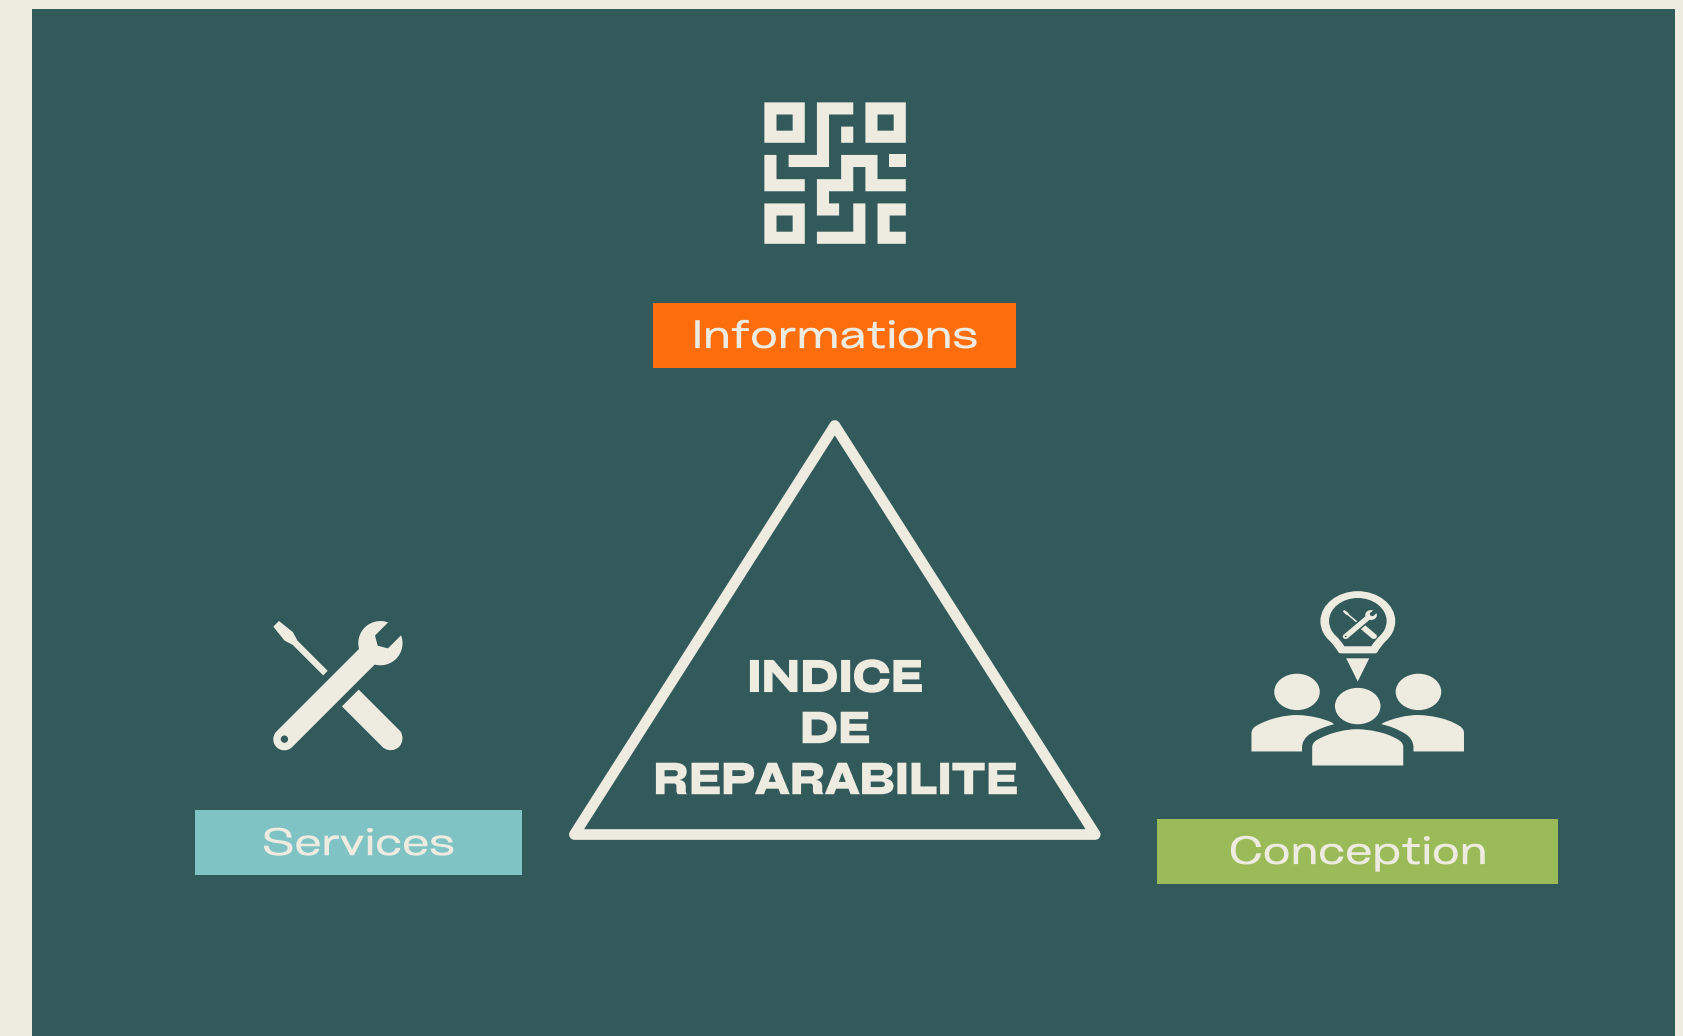 Informations
INDICE
DE
REPARABILITE
Services
Conception